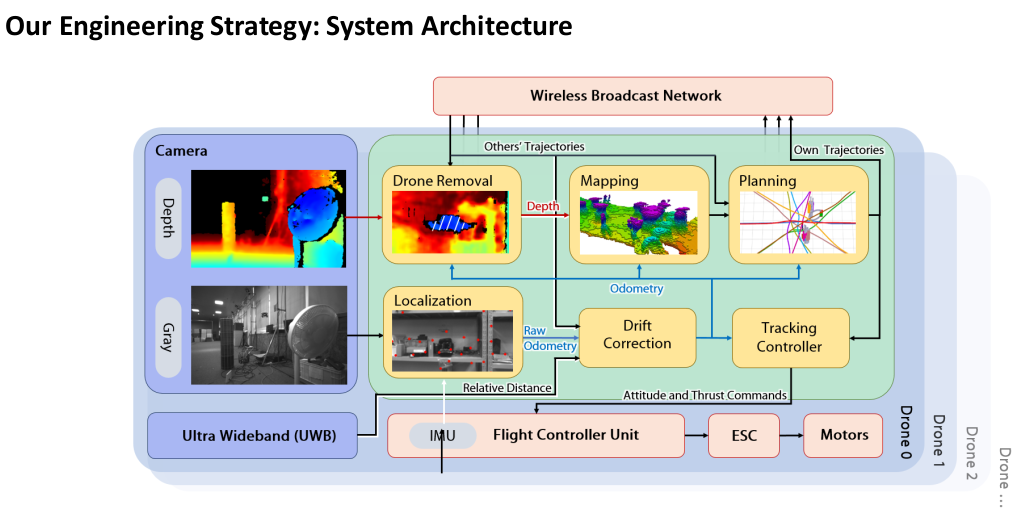 Our Engineering Strategy: System Architecture
Wireless Broadcast Network
Camera
Others' Trajectories
Own Trajectories
Depth
Drone Removal
Depth
Mapping
Planning
Odometry
Gray
Localization
Raw
Odometry
Drift
Correction
Tracking
Controller
Relative Distance
Attitude and Thrust Commands
Ultra Wideband (UWB)
IMU
Flight Controller Unit
ESC
Motors
Drone 0
Drone 1
Drone 2
Drone ...